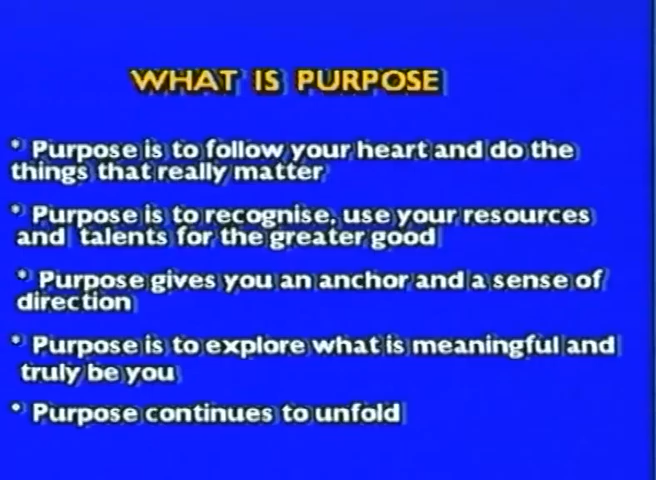 WHAT IS PURPOSE
* Purpose is to follow your heart and do the
things that really matter
* Purpose is to recognise, use your resources
and talents for the greater good
* Purpose gives you an anchor and a sense of
direction
* Purpose is to explore what is meaningful and
truly be you
* Purpose continues to unfold